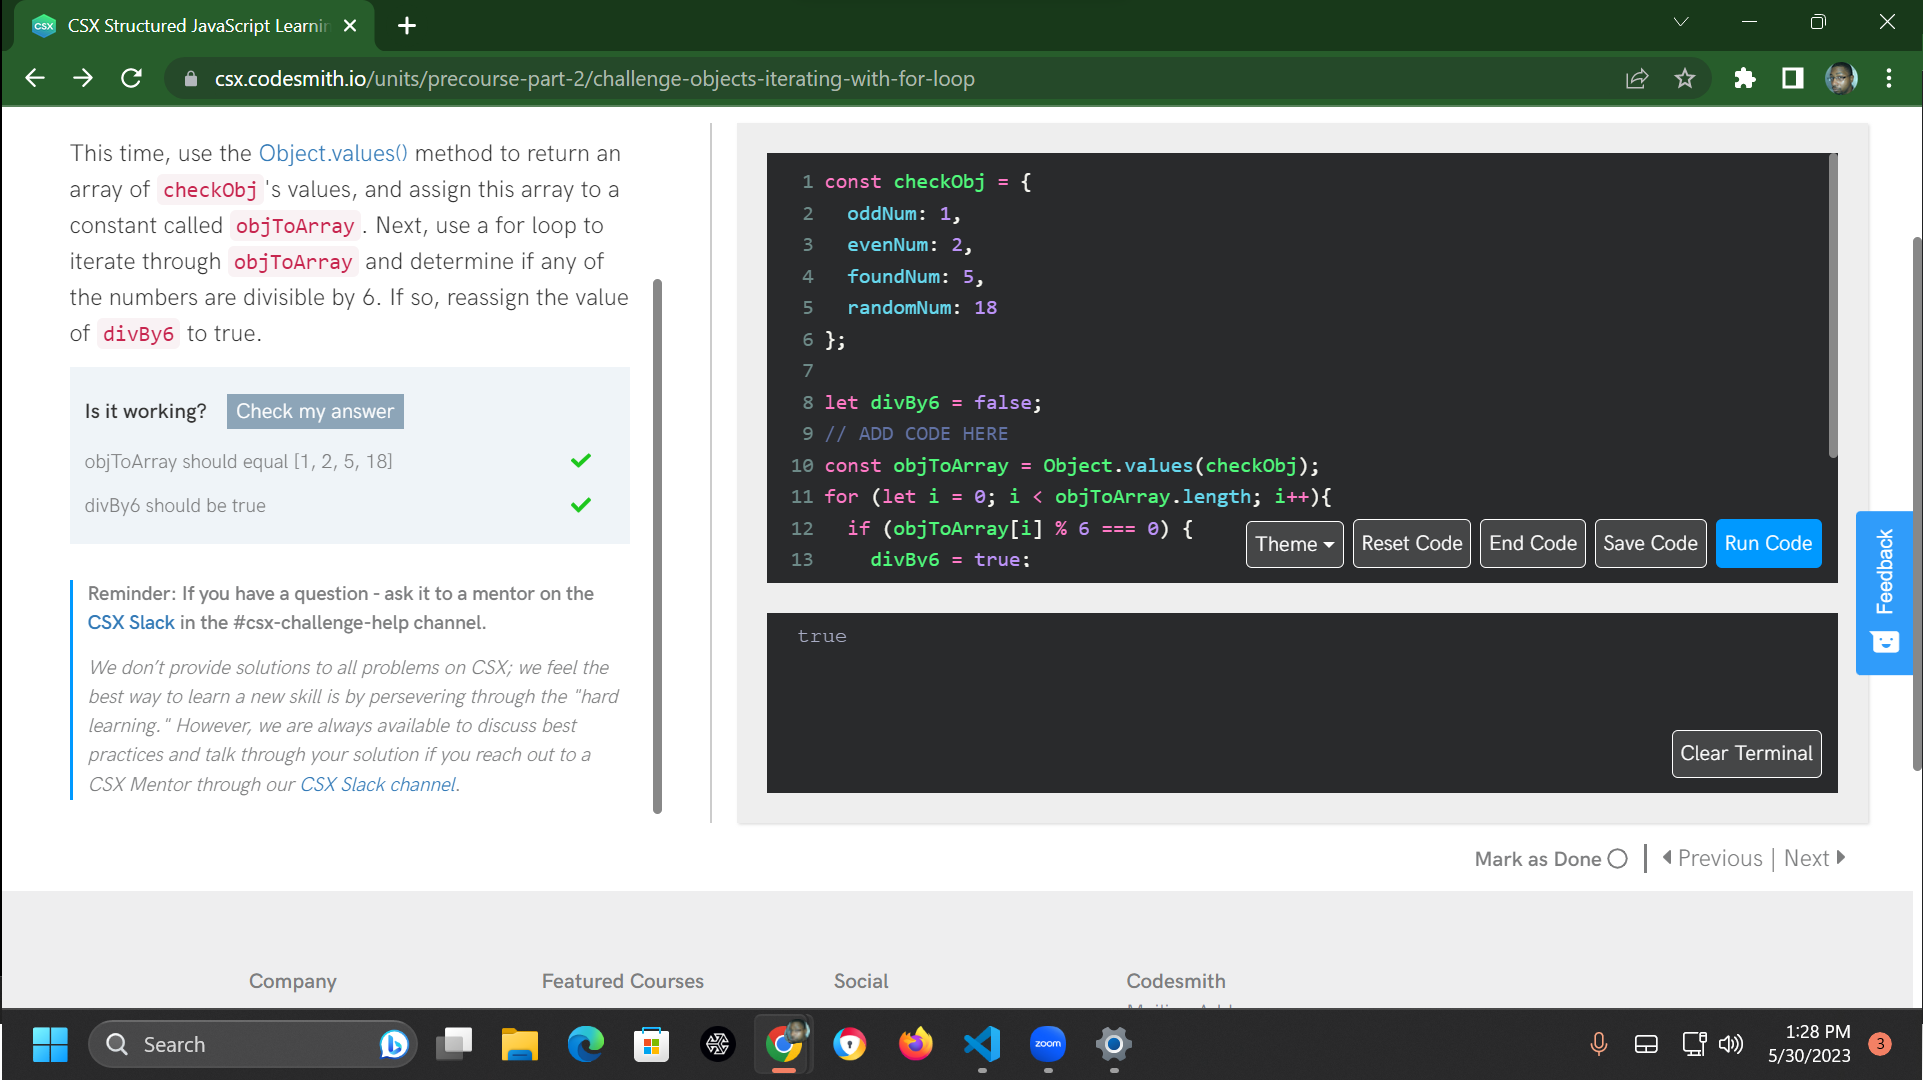 CSX Structured JavaScript Learnin
csx.codesmith.io/units/precourse-part-2/challenge-objects-iterating-with-for-loop
This time, use the Object.values() method to return an
array of checkObj's values, and assign this array to a
constant called objToArray. Next, use a for loop to
iterate through objToArray and determine if any of
the numbers are divisible by 6. If so, reassign the value
of divBy6 to true.
Is it working? Check my answer
objToArray should equal [1, 2, 5, 18]
divBy6 should be true
Reminder: If you have a question - ask it to a mentor on the
CSX Slack in the #csx-challenge-help channel.
We don't provide solutions to all problems on CSX; we feel the
best way to learn a new skill is by persevering through the "hard
learning." However, we are always available to discuss best
practices and talk through your solution if you reach out to a
CSX Mentor through our CSX Slack channel.
1 const checkObj = {
2 oddNum: 1,
3 evenNum: 2,
4 foundNum: 5,
5 randomNum: 18
6 };
7
8 let divBy6 = false;
9 // ADD CODE HERE
10 const objToArray = Object.values(checkObj);
11 for (let i = 0; i < objToArray.length; i++){
12 if (objToArray[i] % 6 === 0) {
13 divBy6 = true;
Theme Reset Code End Code Save Code Run Code
true
Clear Terminal
Feedback
Mark as Done | Previous | Next
Company Featured Courses Social Codesmith
Search
zoom
1:28 PM
5/30/2023
3